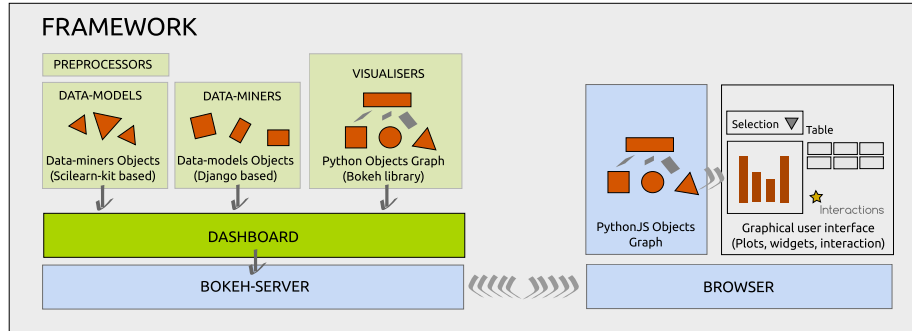 FRAMEWORK
PREPROCESSORS
DATA-MODELS
Data-miners Objects
(Scilearn-kit based)
DATA-MINERS
Data-models Objects
(Django based)
VISUALISERS
Python Objects Graph
(Bokeh library)
DASHBOARD
BOKEH-SERVER
PythonJS Objects
Graph
Selection
Table
Interactions
Graphical user interface
(Plots, widgets, interaction)
BROWSER